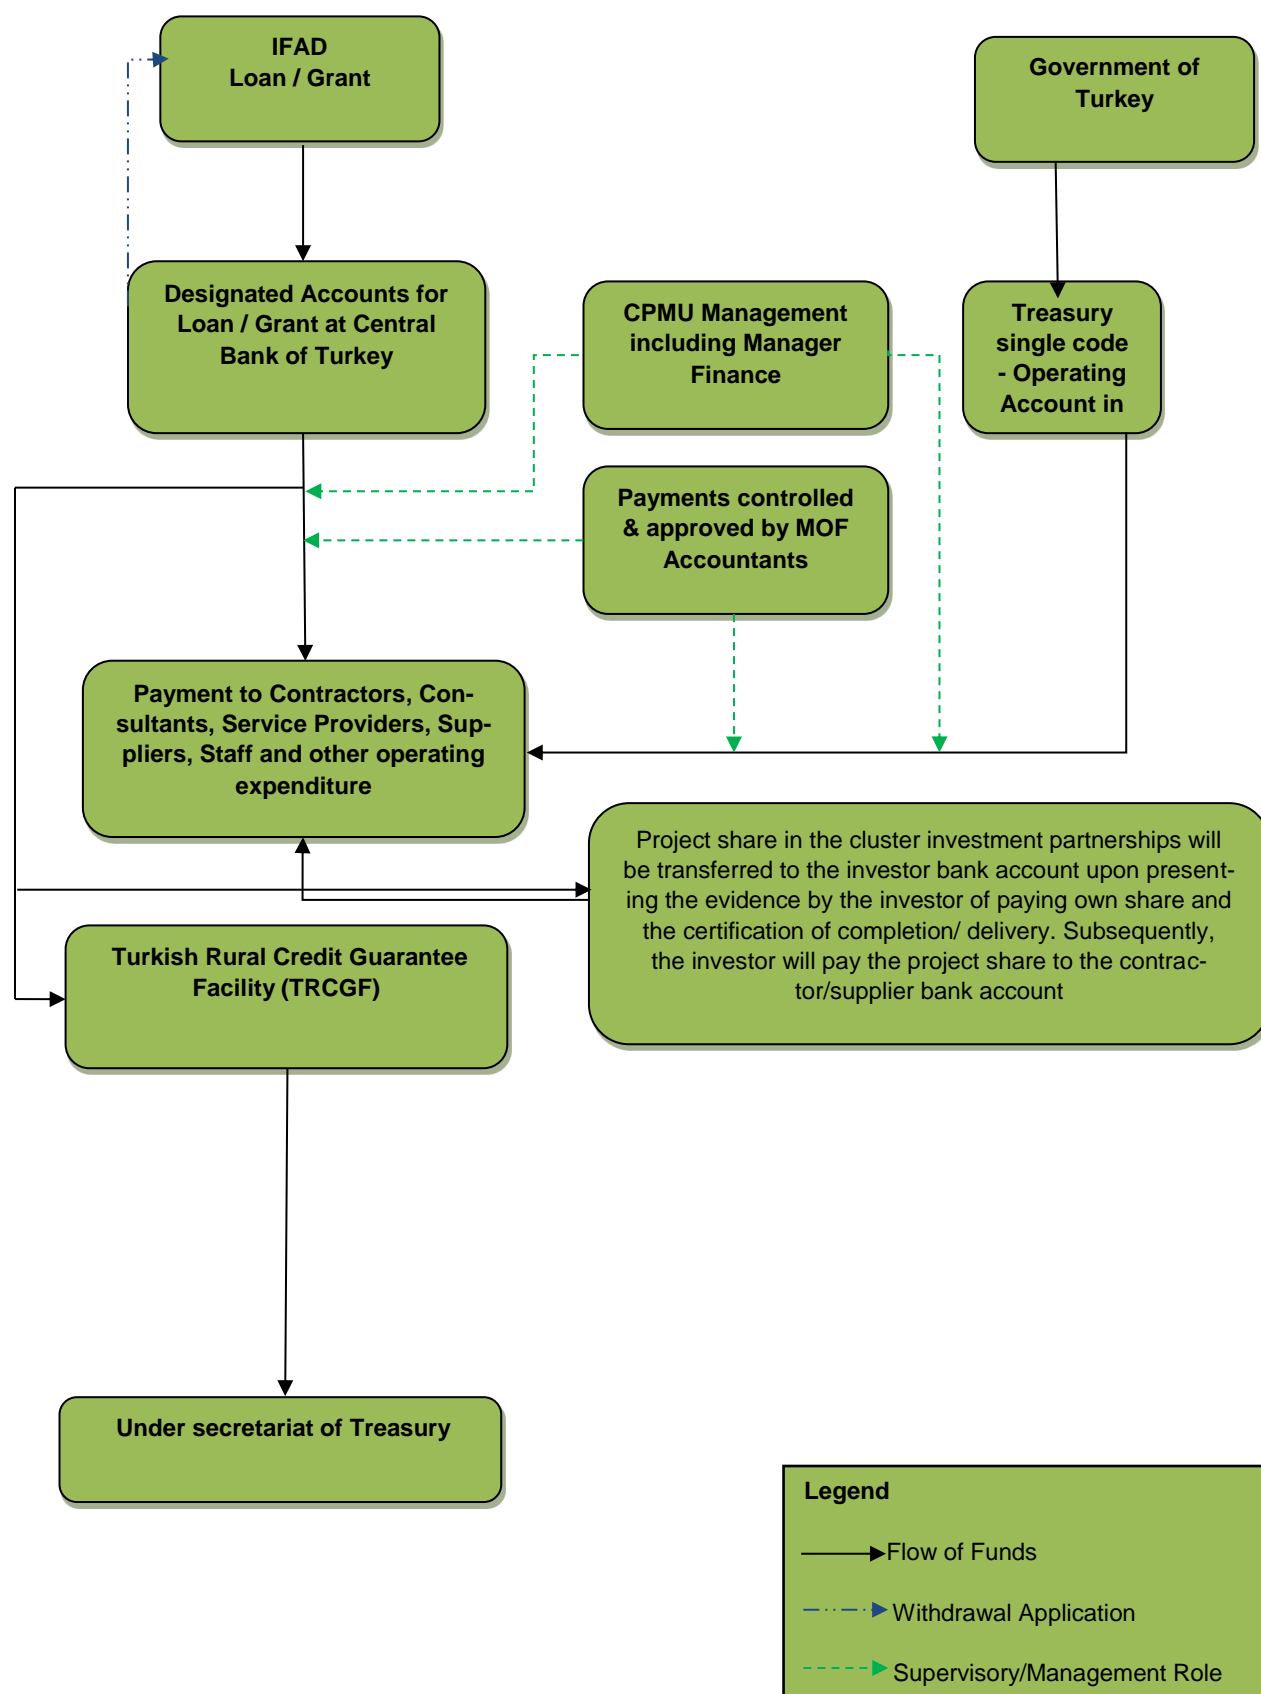 IFAD
Loan / Grant
Government of
Turkey
Designated Accounts for
Loan / Grant at Central
Bank of Turkey
CPMU Management
including Manager
Finance
Treasury
single code
- Operating
Account in
Payments controlled
& approved by MOF
Accountants
Payment to Contractors, Con-
sultants, Service Providers, Sup-
pliers, Staff and other operating
expenditure
Project share in the cluster investment partnerships will
be transferred to the investor bank account upon present-
ing the evidence by the investor of paying own share and
the certification of completion/ delivery. Subsequently,
the investor will pay the project share to the contrac-
tor/supplier bank account
Turkish Rural Credit Guarantee
Facility (TRCGF)
Under secretariat of Treasury
Legend
Flow of Funds
Withdrawal Application
Supervisory/Management Role